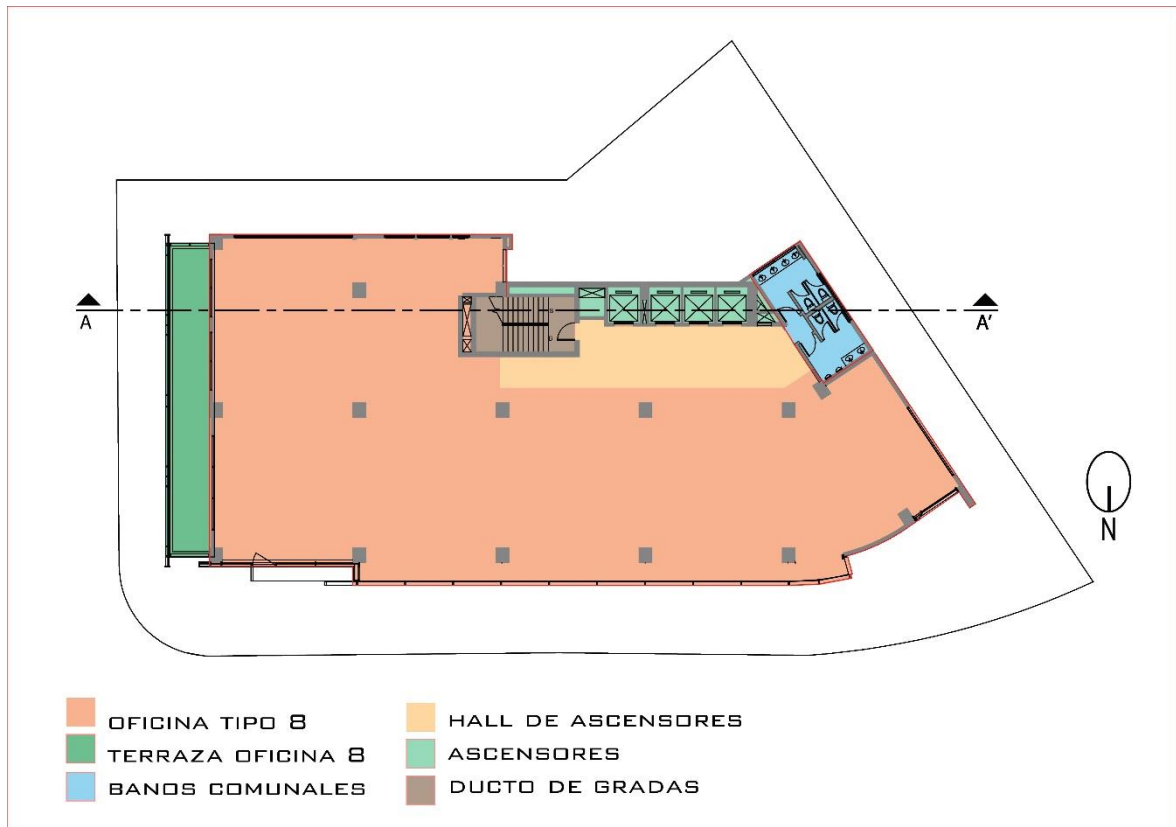 A
A'
N
OFICINA TIPO 8
TERRAZA OFICINA 8
BANOS COMUNALES
HALL DE ASCENSORES
ASCENSORES
DUCTO DE GRADAS